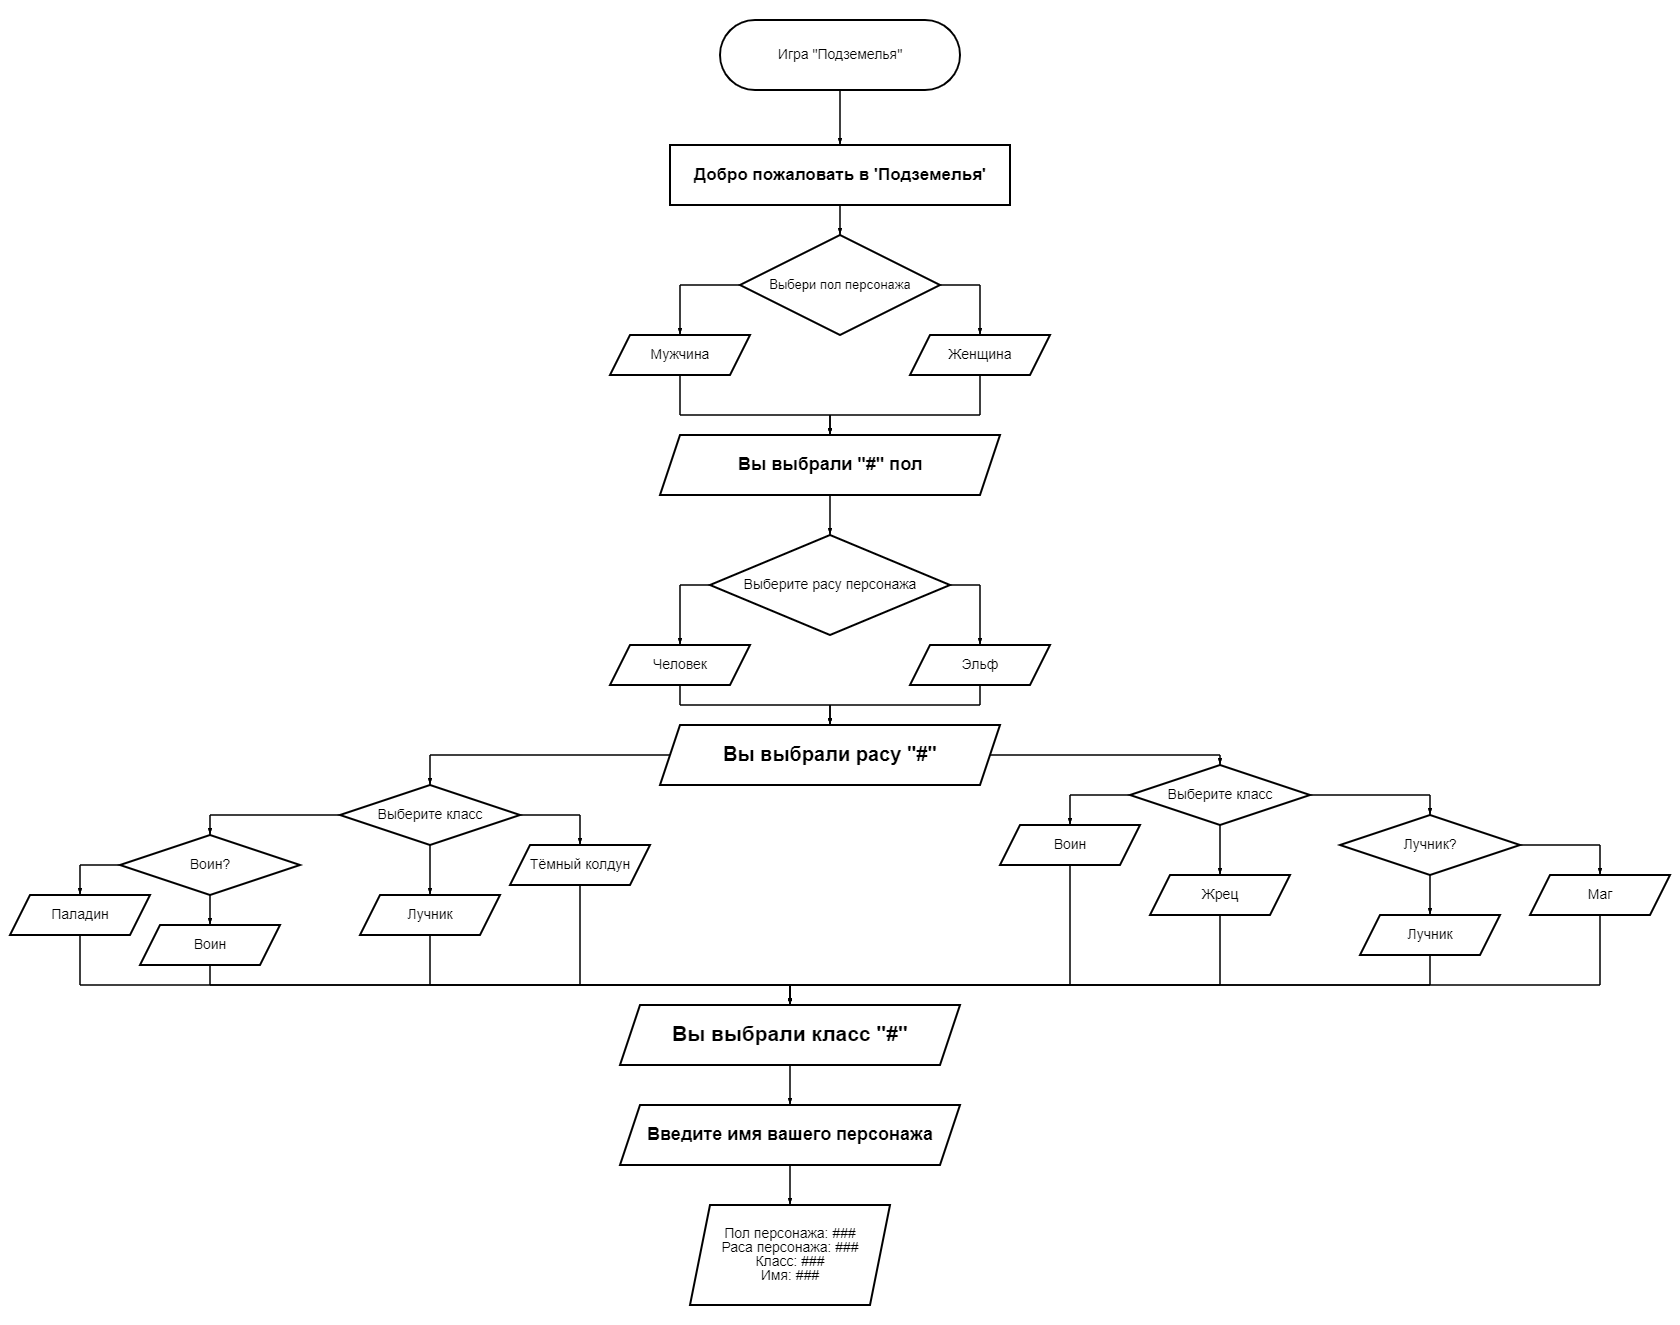 Игра "Подземелья"
Добро пожаловать в 'Подземелья'
Выбери пол персонажа
Мужчина
Женщина
Вы выбрали "#" пол
Выберите расу персонажа
Человек
Эльф
Вы выбрали расу "#"
Выберите класс
Воин?
Тёмный колдун
Паладин
Лучник
Воин
Выберите класс
Воин
Лучник?
Жрец
Маг
Лучник
Вы выбрали класс "#"
Введите имя вашего персонажа
Пол персонажа: ###
Раса персонажа: ###
Класс: ###
Имя: ###